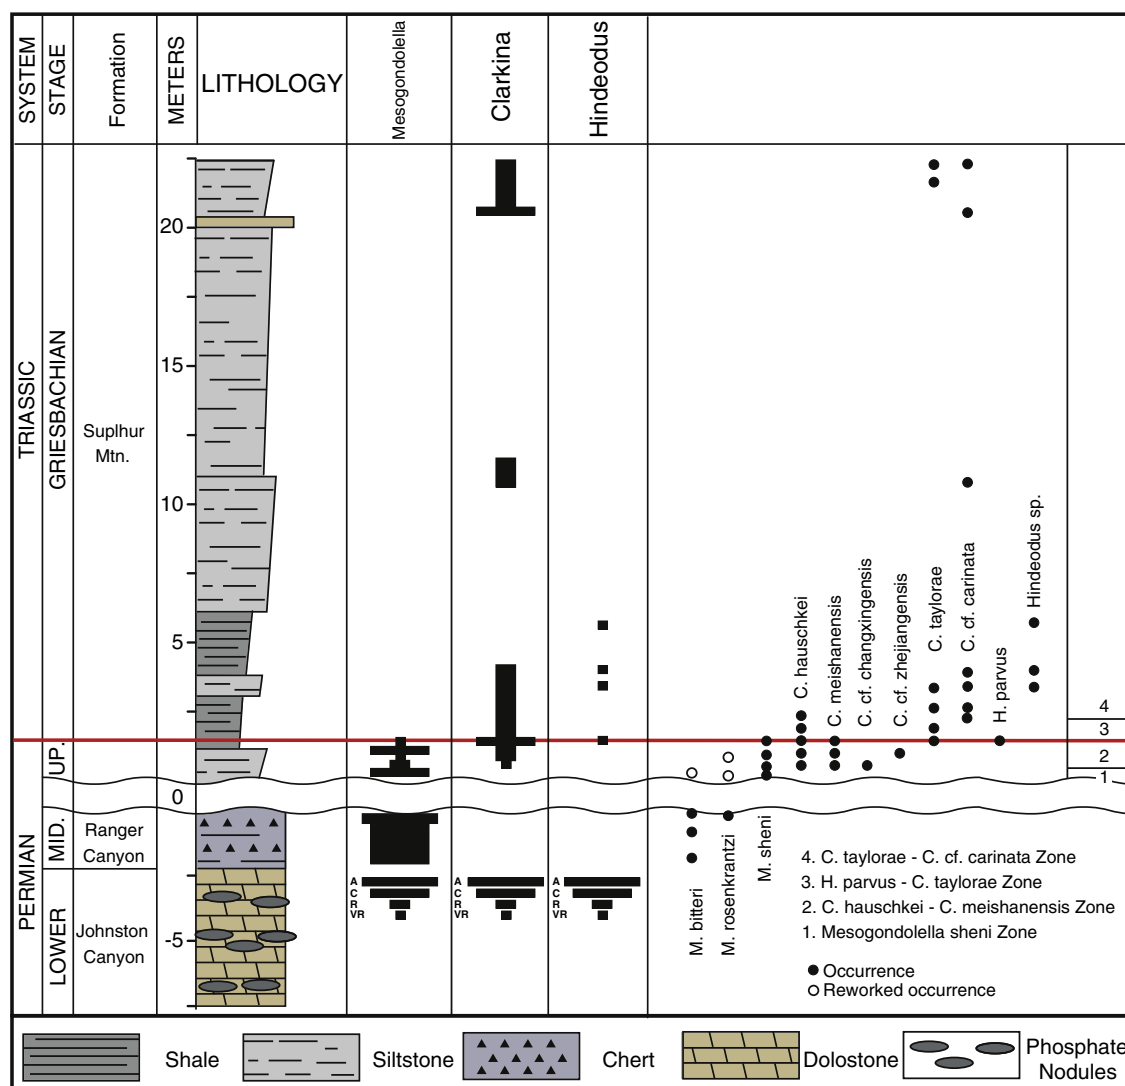 SYSTEM
STAGE
Formation
METERS
LITHOLOGY
Mesogondolella
Clarkina
Hindeodus
TRIASSIC
GRIESBACHIAN
Suplhur
Mtn.
20
15
10
5
0
-5
PERMIAN
UP.
MID.
LOWER
Ranger
Canyon
Johnston
Canyon
A
C
R
VR
A
C
R
VR
A
C
R
VR
M. bitteri
M. rosenkrantzi
M. sheni
C. hauschkei
C. meishanensis
C. cf. changxingensis
C. cf. zhejiangensis
C. taylorae
C. cf. carinata
H. parvus
Hindeodus sp.
4
3
2
1
4. C. taylorae - C. cf. carinata Zone
3. H. parvus - C. taylorae Zone
2. C. hauschkei - C. meishanensis Zone
1. Mesogondolella sheni Zone
Occurrence
Reworked occurrence
Shale
Siltstone
Chert
Dolostone
Phosphate
Nodules